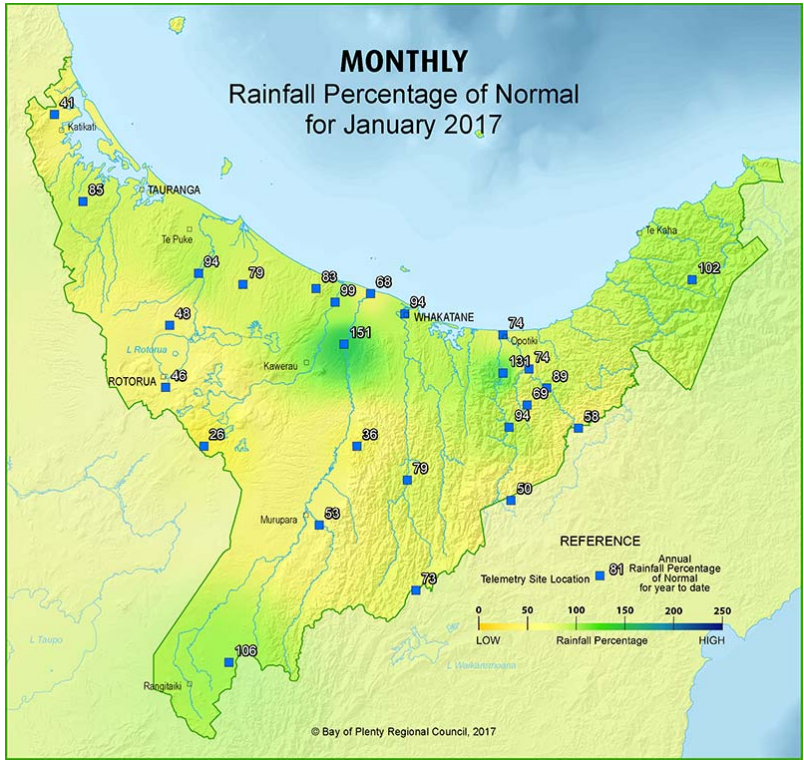 MONTHLY
Rainfall Percentage of Normal
for January 2017
41
Katikati
85
TAURANGA
Te Puke
94
79
83
99
68
94
WHAKATANE
48
L Rotorua
ROTORUA
46
Kawerau
151
26
36
79
Murupara
53
73
106
Rangitaiki
L Taupo
Te Kaha
102
74
Opotiki
131
74
89
69
94
58
50
REFERENCE
Telemetry Site Location
81
Annual
Rainfall Percentage
of Normal
for year to date
0 50 100 150 200 250
LOW Rainfall Percentage HIGH
L Waikaremoana
© Bay of Plenty Regional Council, 2017